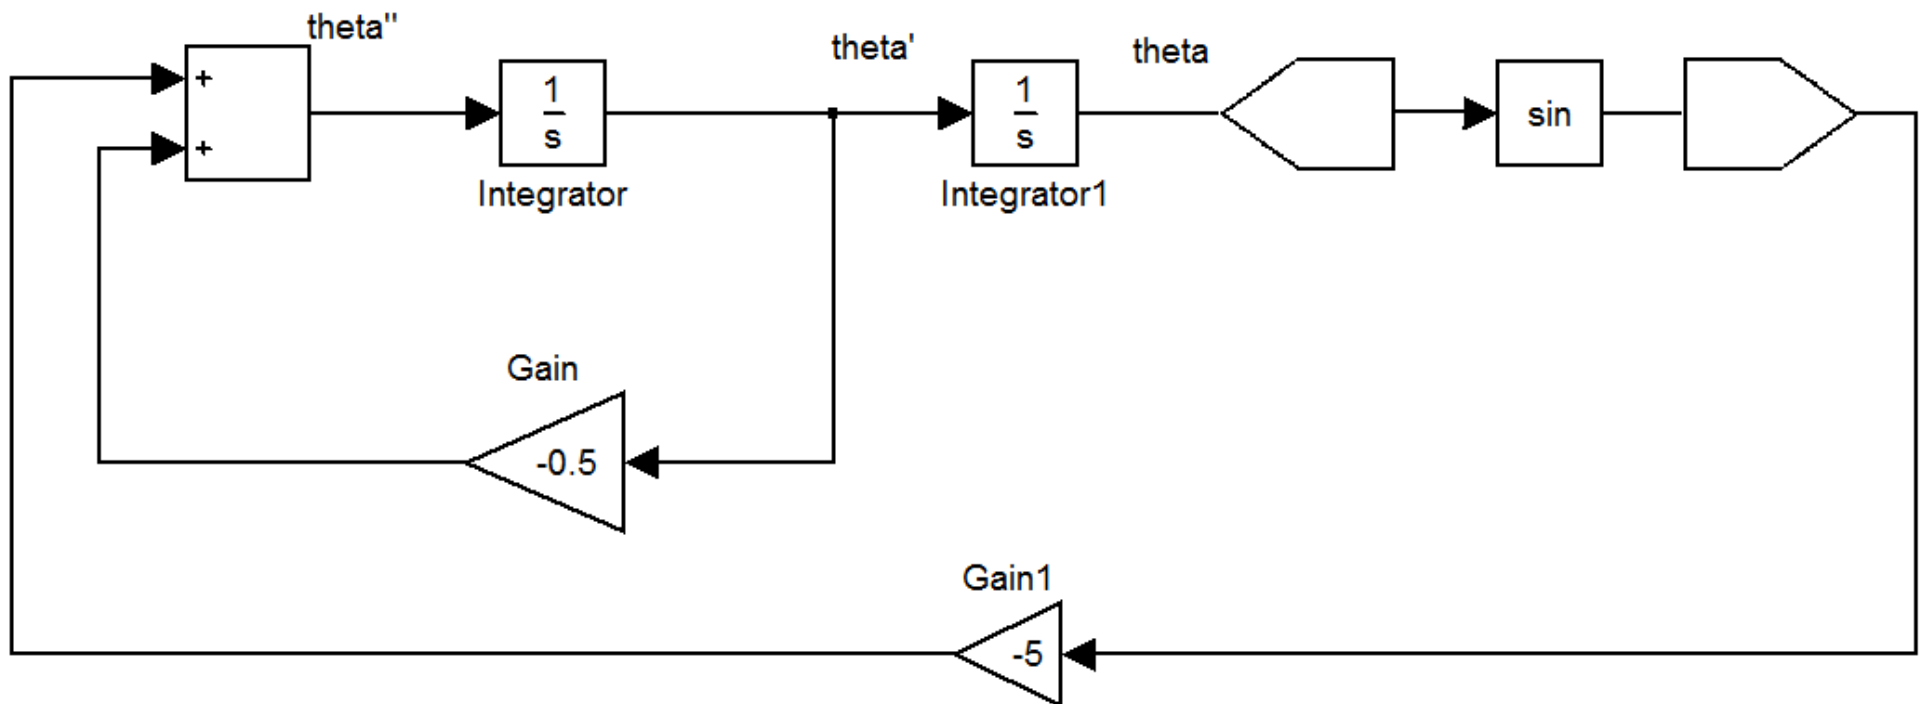 theta''
theta'
theta
+
+
1
s
Integrator
1
s
Integrator1
sin
Gain
-0.5
Gain1
-5